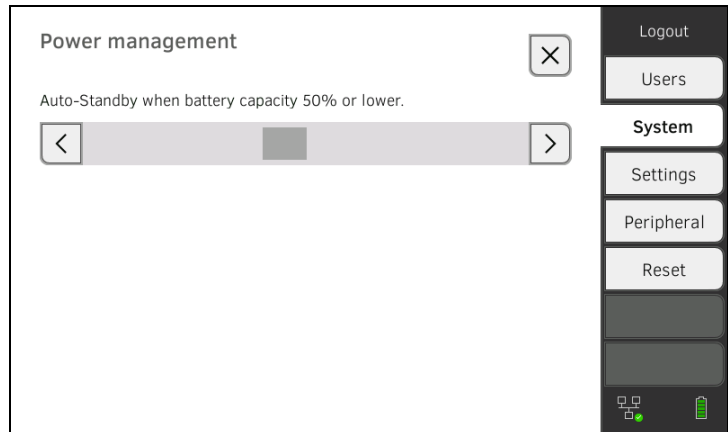 Power management
Auto-Standby when battery capacity 50% or lower.
Logout
Users
System
Settings
Peripheral
Reset